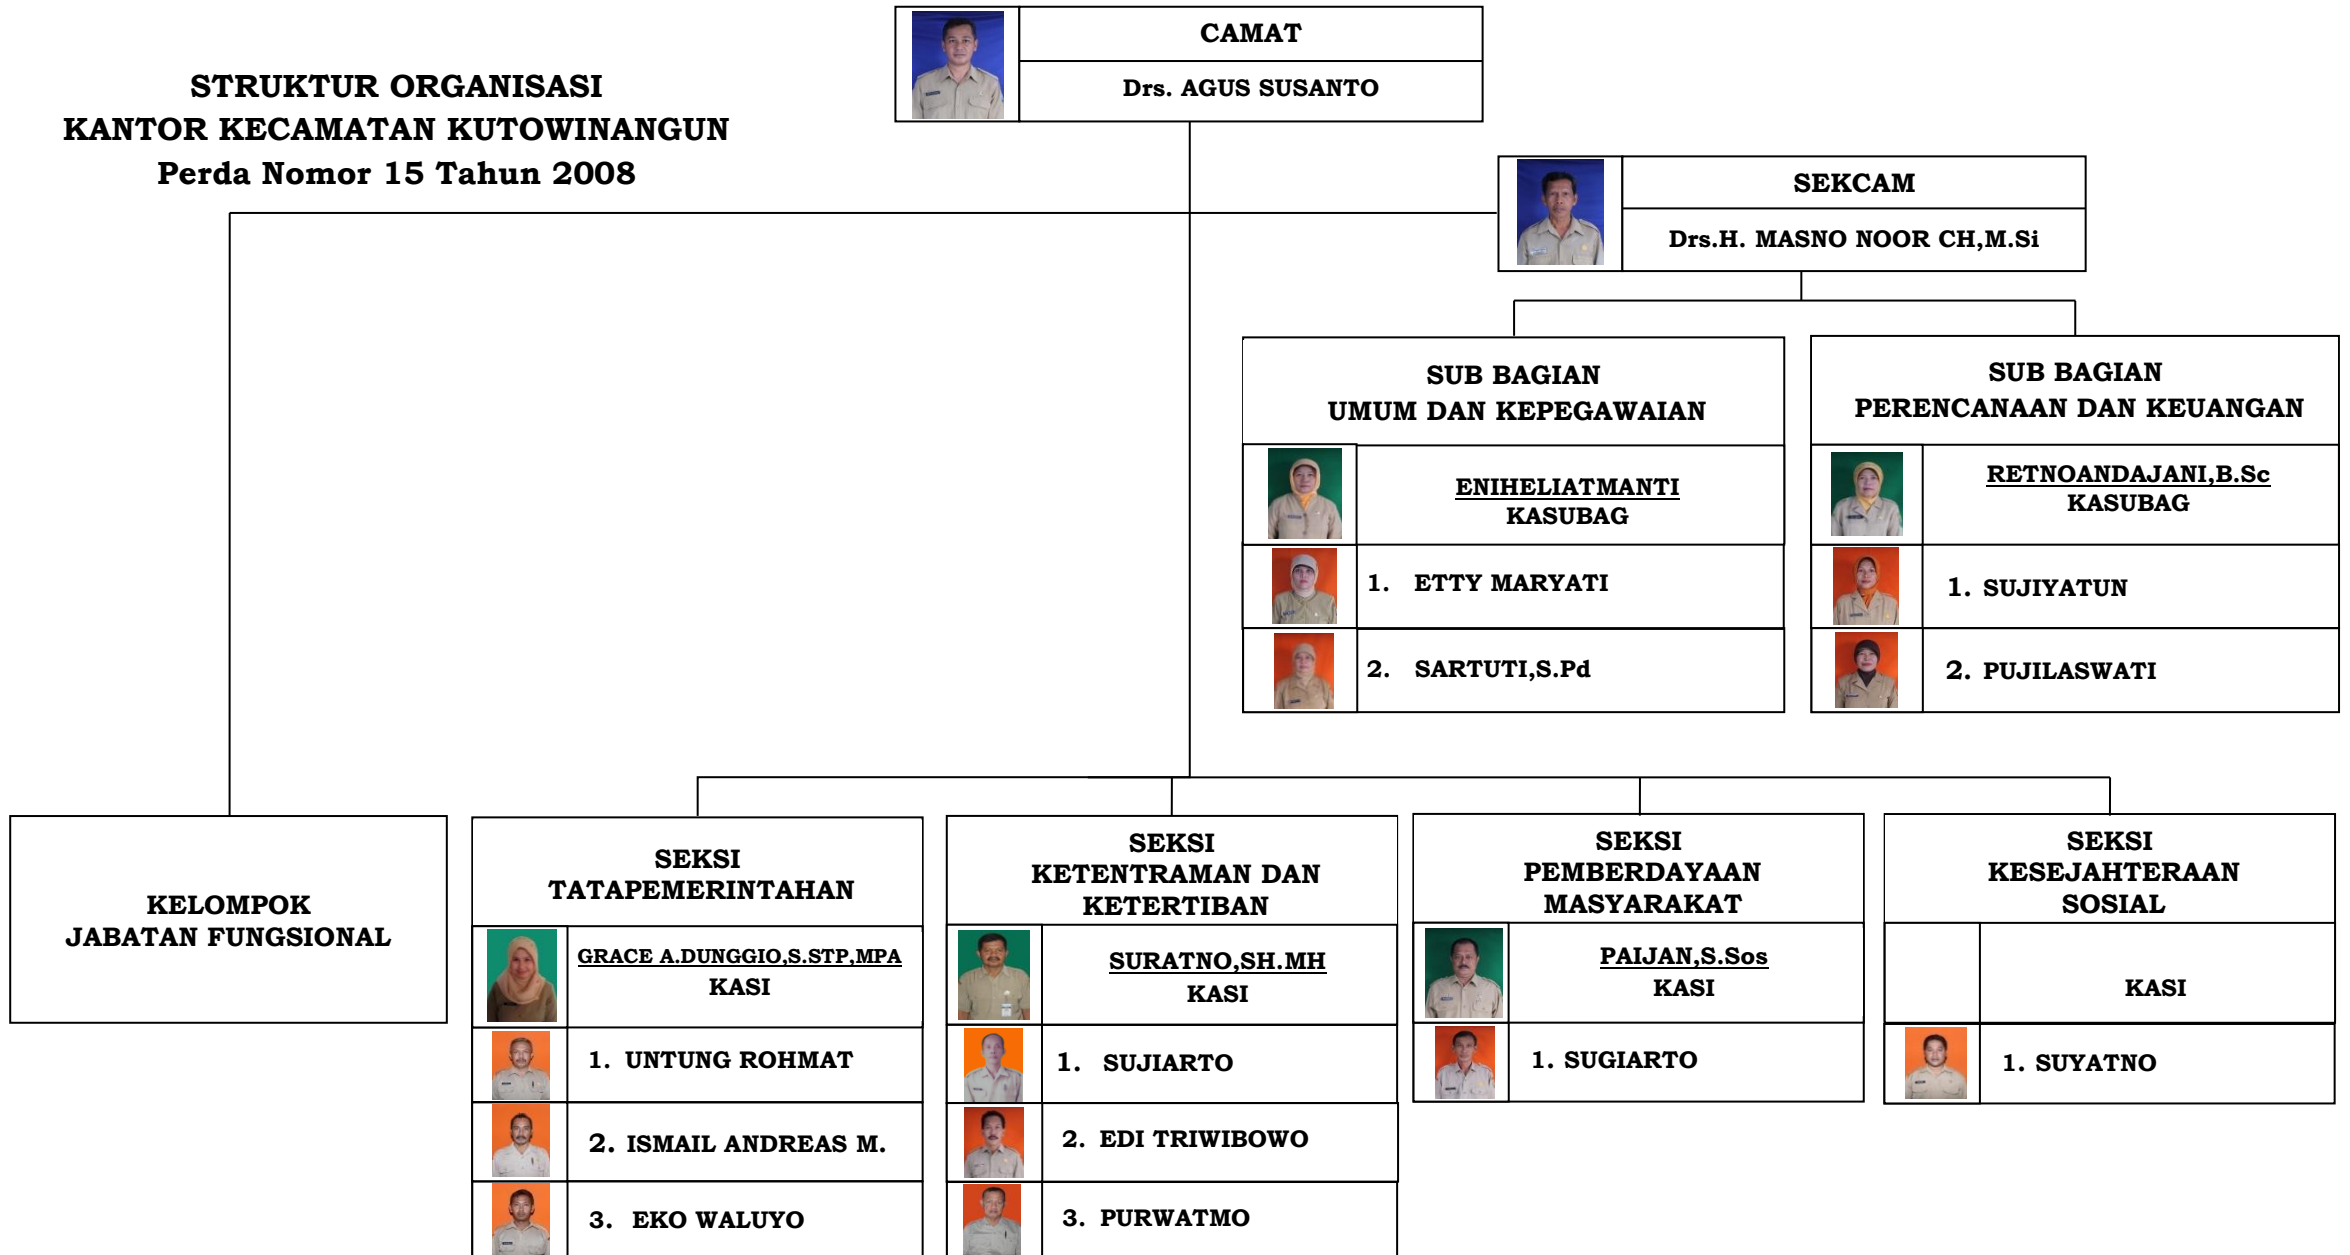 STRUKTUR ORGANISASI
KANTOR KECAMATAN KUTOWINANGUN
Perda Nomor 15 Tahun 2008
CAMAT
Drs. AGUS SUSANTO
SEKCAM
Drs.H. MASNO NOOR CH,M.Si
SUB BAGIAN
UMUM DAN KEPEGAWAIAN
ENIHELIATMANTI
KASUBAG
1. ETTY MARYATI
2. SARTUTI,S.Pd
SUB BAGIAN
PERENCANAAN DAN KEUANGAN
RETNOANDAJANI,B.Sc
KASUBAG
1. SUJIYATUN
2. PUJILASWATI
KELOMPOK
JABATAN FUNGSIONAL
SEKSI
TATAPEMERINTAHAN
GRACE A.DUNGGIO,S.STP,MPA
KASI
1. UNTUNG ROHMAT
2. ISMAIL ANDREAS M.
3. EKO WALUYO
SEKSI
KETENTRAMAN DAN
KETERTIBAN
SURATNO,SH.MH
KASI
1. SUJIARTO
2. EDI TRIWIBOWO
3. PURWATMO
SEKSI
PEMBERDAYAAN
MASYARAKAT
PAIJAN,S.Sos
KASI
1. SUGIARTO
SEKSI
KESEJAHTERAAN
SOSIAL
KASI
1. SUYATNO